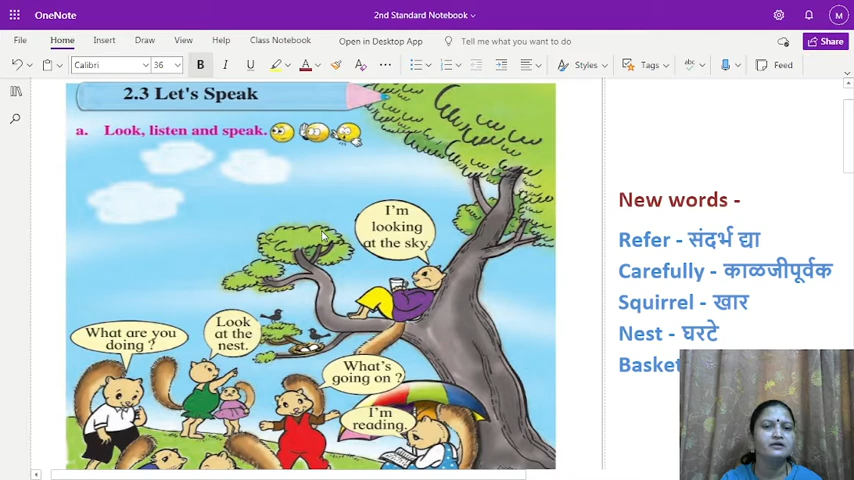 OneNote
2nd Standard Notebook
M
File Home Insert Draw View Help Class Notebook Open in Desktop App Tell me what you want to do Share
Calibri 36 B I U A Styles Tags abc Feed
2.3 Let's Speak
a. Look, listen and speak.
I'm
looking
at the sky.
What are you
doing ?
Look
at the
nest.
What's
going on ?
I'm
reading.
New words -
Refer - संदर्भ द्या
Carefully - काळजीपूर्वक
Squirrel - खार
Nest - घरटे
Basket